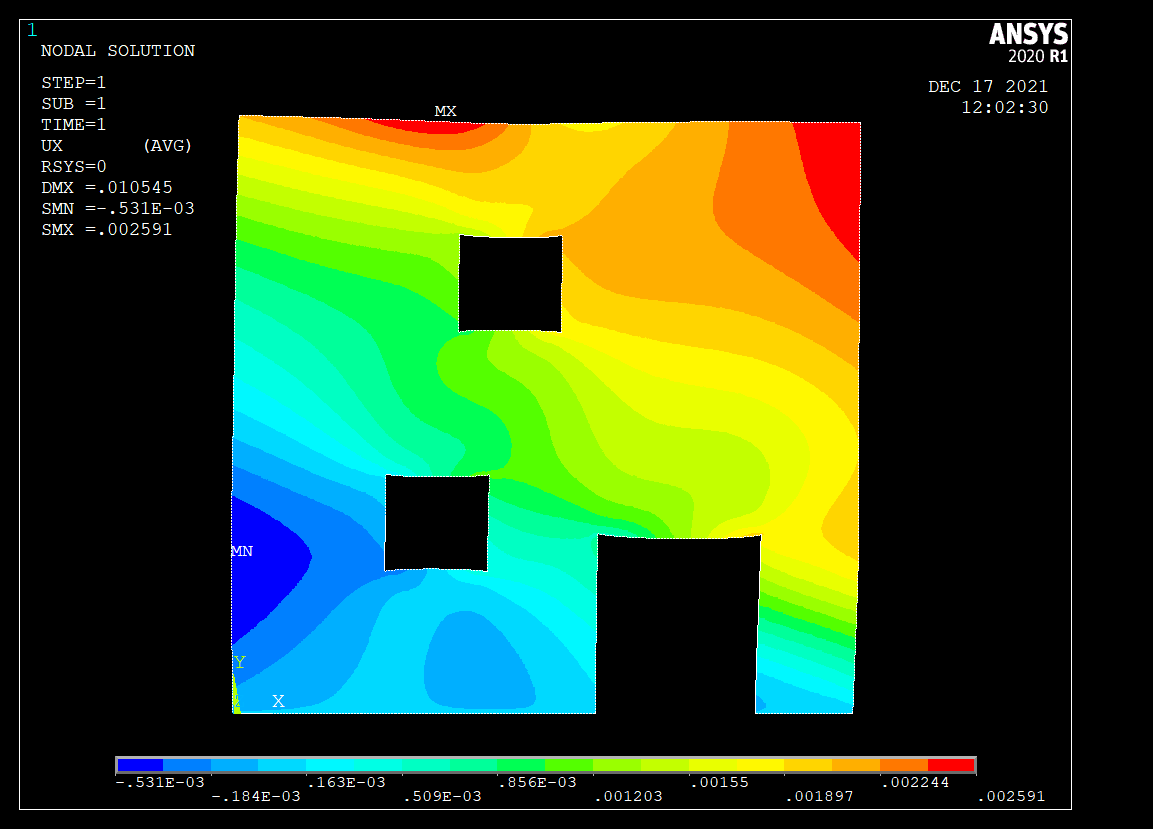 1
NODAL SOLUTION
STEP=1
SUB =1
TIME=1
UX (AVG)
RSYS=0
DMX =.010545
SMN =-.531E-03
SMX =.002591
ANSYS
2020 R1
DEC 17 2021
12:02:30
MX
MN
Y
X
-.531E-03 .163E-03 .856E-03 .00155 .002244
-.184E-03 .509E-03 .001203 .001897 .002591